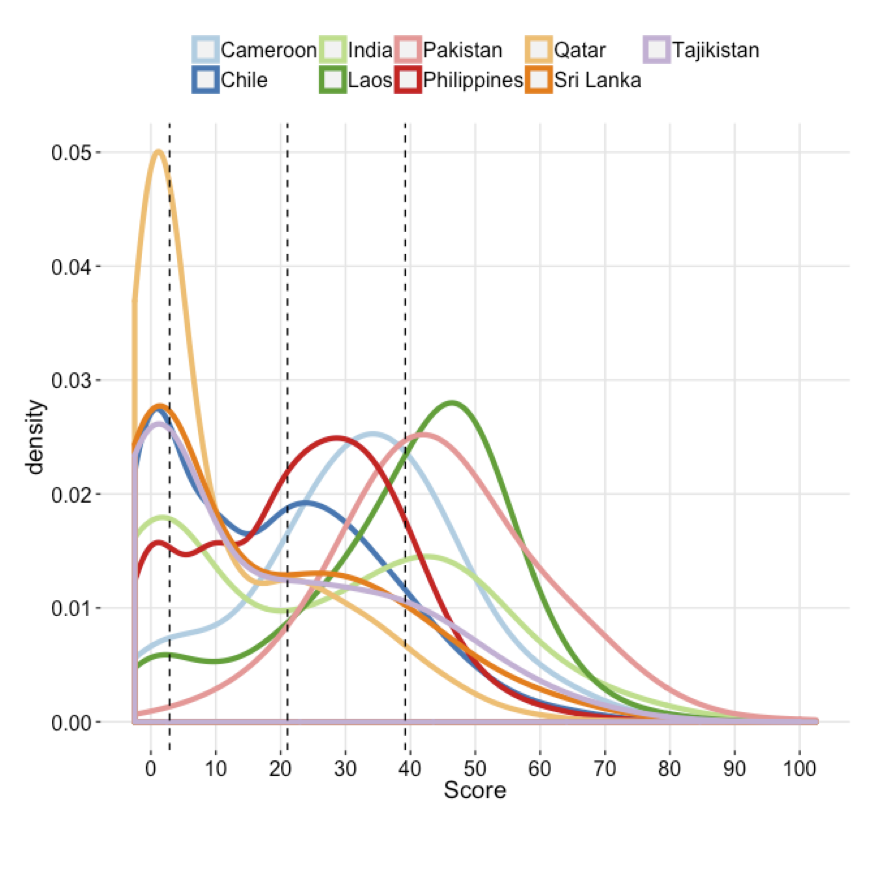 Cameroon India Pakistan Qatar Tajikistan
Chile Laos Philippines Sri Lanka
0.05
0.04
0.03
0.02
0.01
0.00
density
0 10 20 30 40 50 60 70 80 90 100
Score